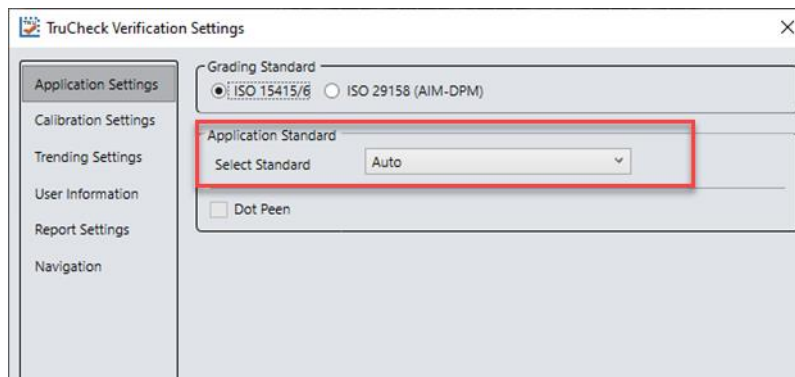 TruCheck Verification Settings
Application Settings
Calibration Settings
Trending Settings
User Information
Report Settings
Navigation
Grading Standard
ISO 15415/6 ISO 29158 (AIM-DPM)
Application Standard
Select Standard Auto
Dot Peen